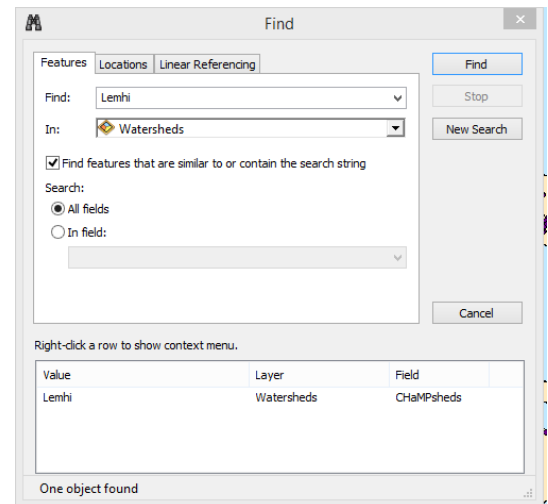 Find
Features Locations Linear Referencing
Find
Find: Lemhi
Stop
In: Watersheds
New Search
Find features that are similar to or contain the search string
Search:
All fields
In field:
Cancel
Right-click a row to show context menu.
Value Layer Field
Lemhi Watersheds CHaMPsheds
One object found